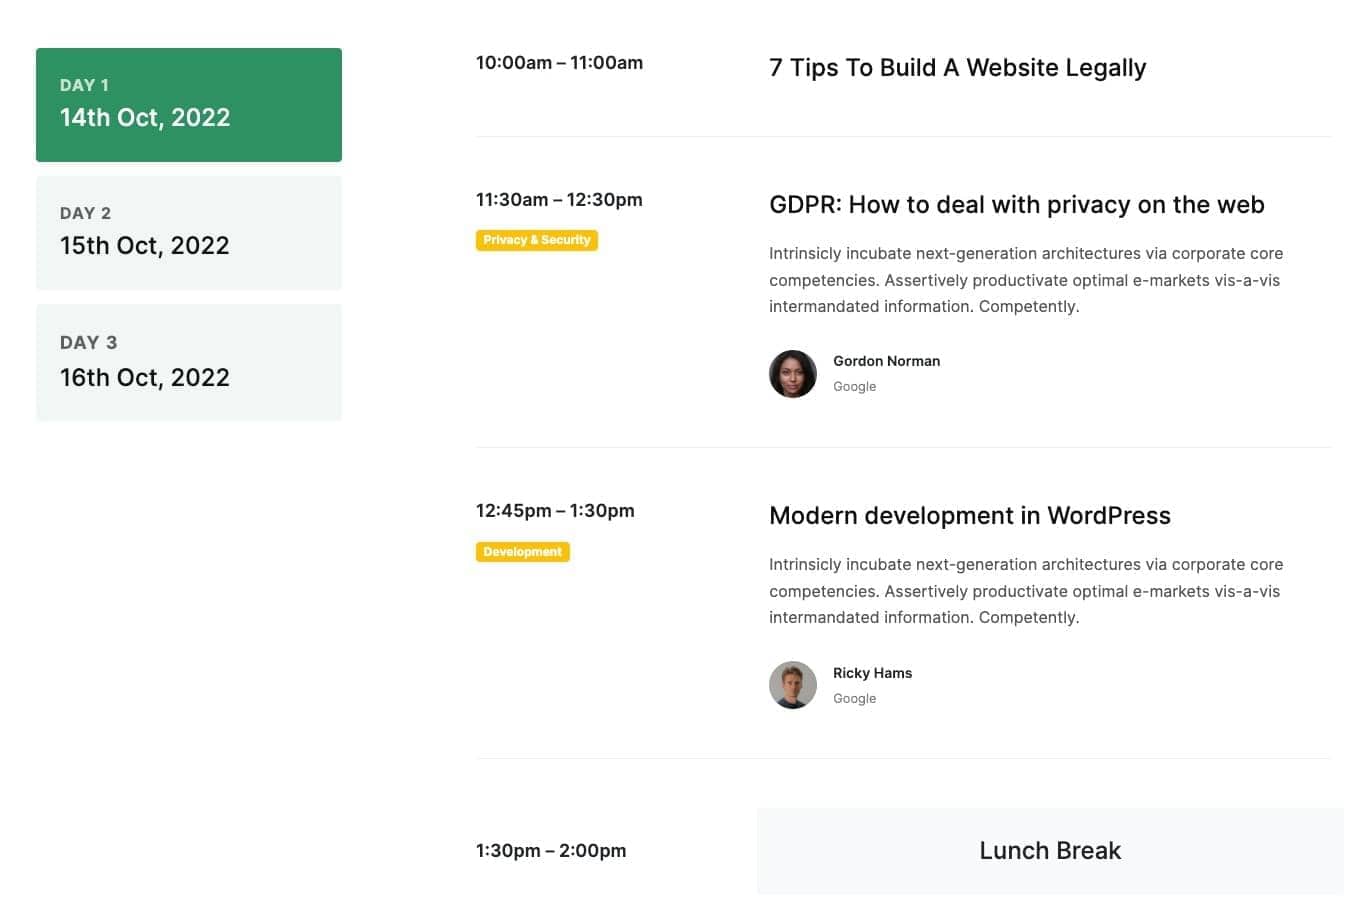 DAY 1
14th Oct, 2022
DAY 2
15th Oct, 2022
DAY 3
16th Oct, 2022
10:00am – 11:00am
7 Tips To Build A Website Legally
11:30am – 12:30pm
Privacy & Security
GDPR: How to deal with privacy on the web
Intrinsicly incubate next-generation architectures via corporate core
competencies. Assertively productivate optimal e-markets vis-a-vis
intermandated information. Competently.
Gordon Norman
Google
12:45pm – 1:30pm
Development
Modern development in WordPress
Intrinsicly incubate next-generation architectures via corporate core
competencies. Assertively productivate optimal e-markets vis-a-vis
intermandated information. Competently.
Ricky Hams
Google
1:30pm – 2:00pm
Lunch Break